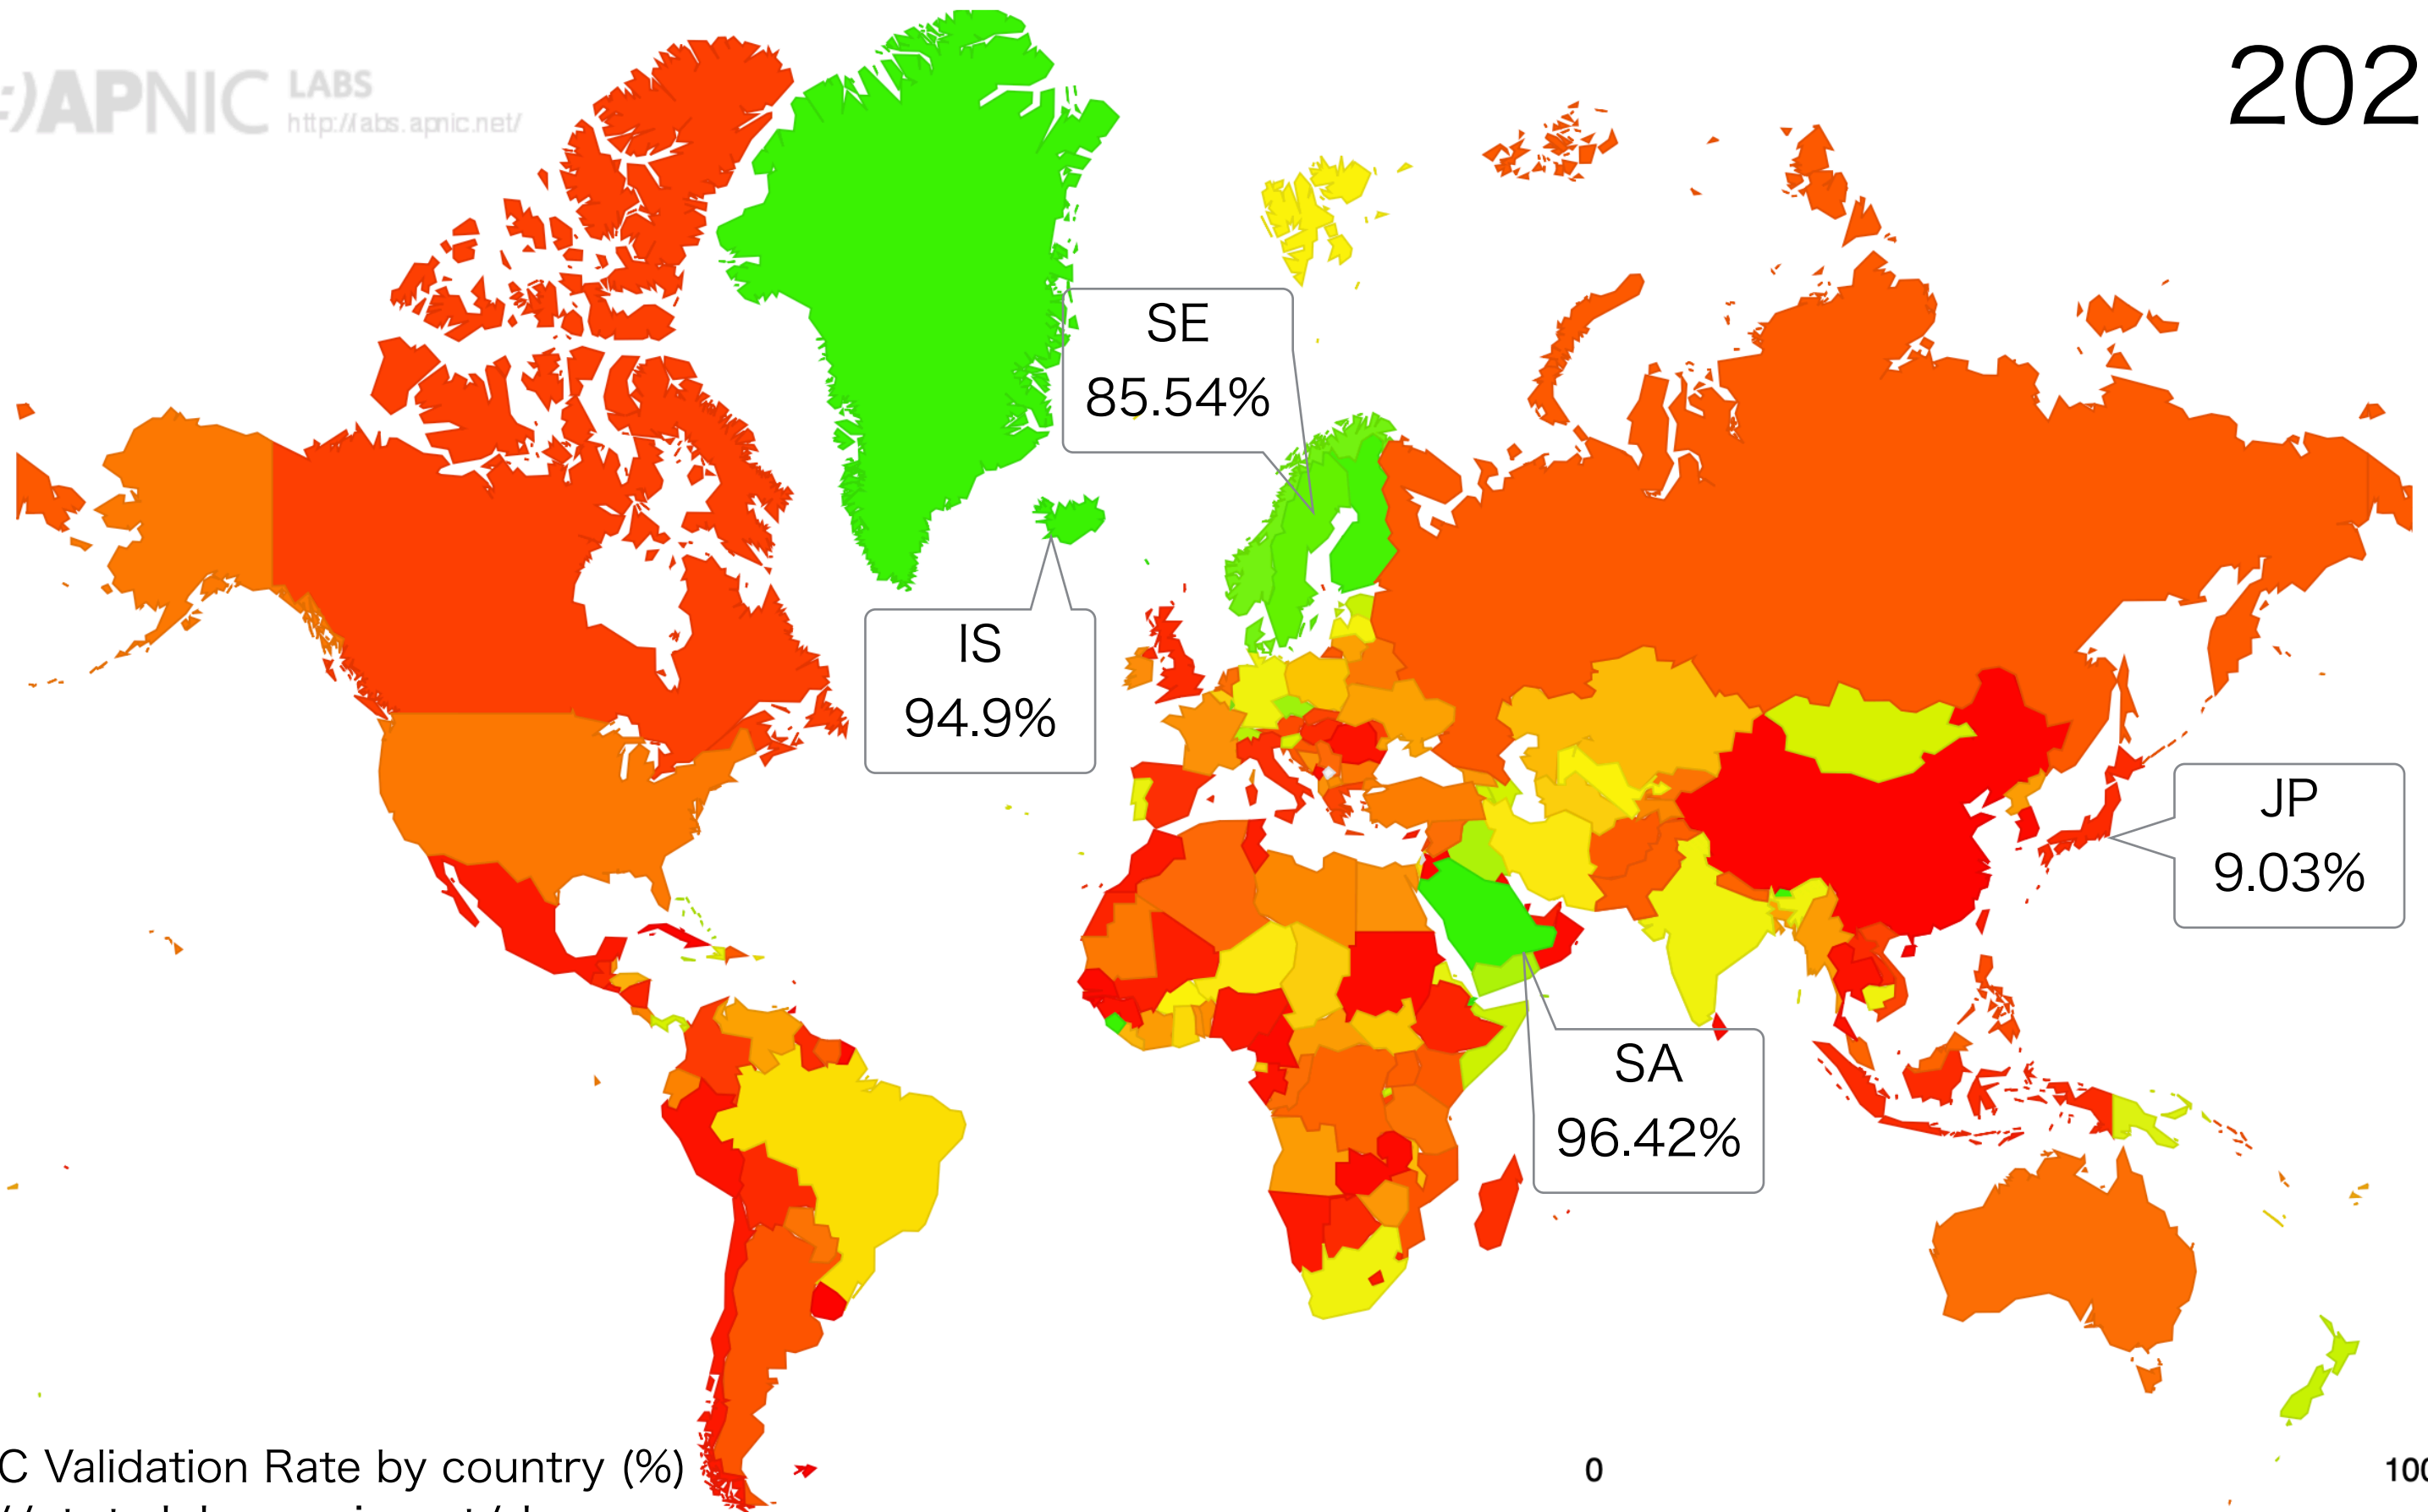 :)APNIC LABS
http://labs.apnic.net/
202
SE
85.54%
IS
94.9%
JP
9.03%
SA
96.42%
C Validation Rate by country (%)
0
100